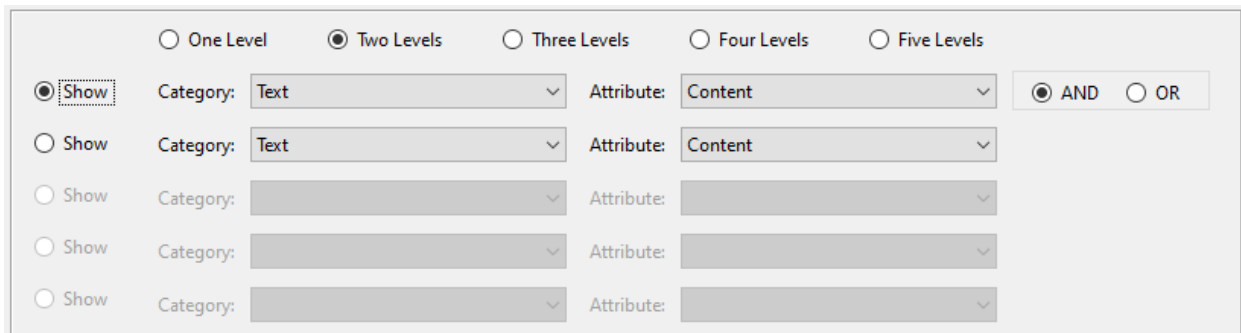 One Level Two Levels Three Levels Four Levels Five Levels
Show Category: Text Attribute: Content AND OR
Show Category: Text Attribute: Content
Show Category: Attribute:
Show Category: Attribute:
Show Category: Attribute: